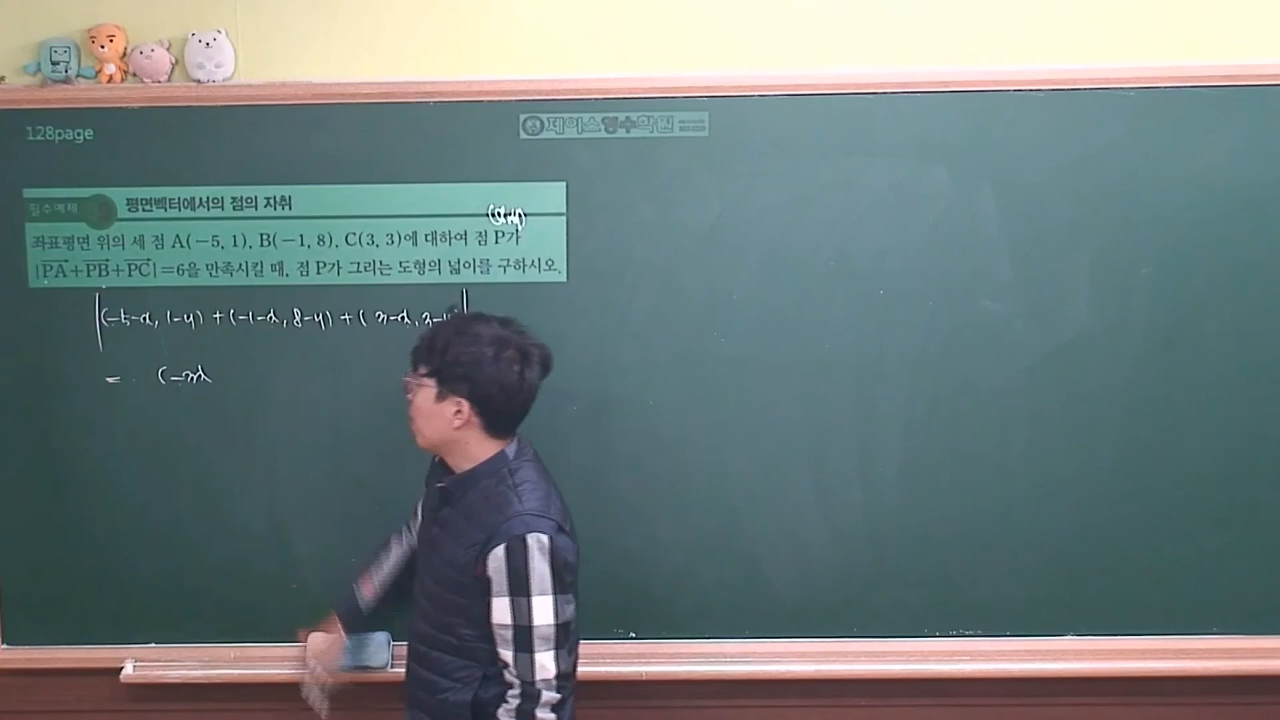 128page
제이스영수학원
필수예제
평면벡터에서의 점의 자취
좌표평면 위의 세 점 A(−5, 1), B(−1, 8), C(3, 3)에 대하여 점 P가
|PA+PB+PC|=6을 만족시킬 때, 점 P가 그리는 도형의 넓이를 구하시오.
|(-5-x, 1-y) + (-1-x, 8-y) + (3-x, 3-y
= (-3x